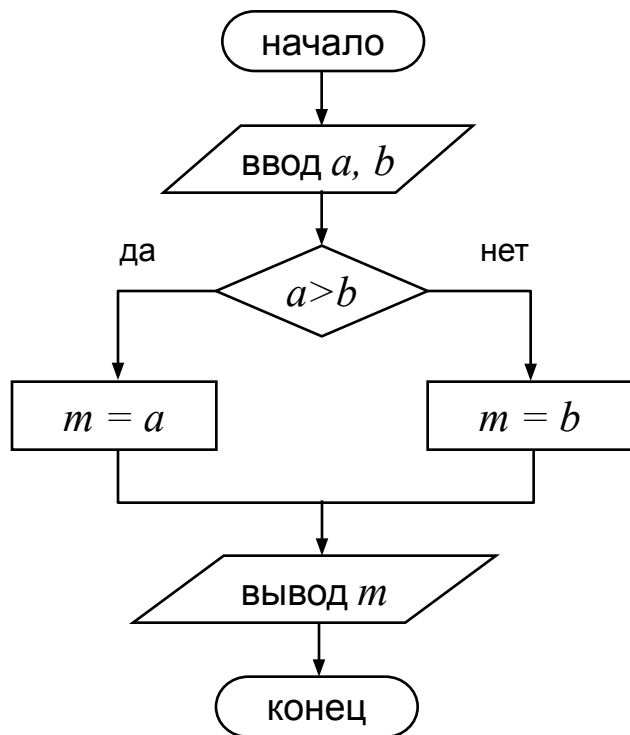 начало
ввод a, b
да
нет
a>b
m = a
m = b
вывод m
конец